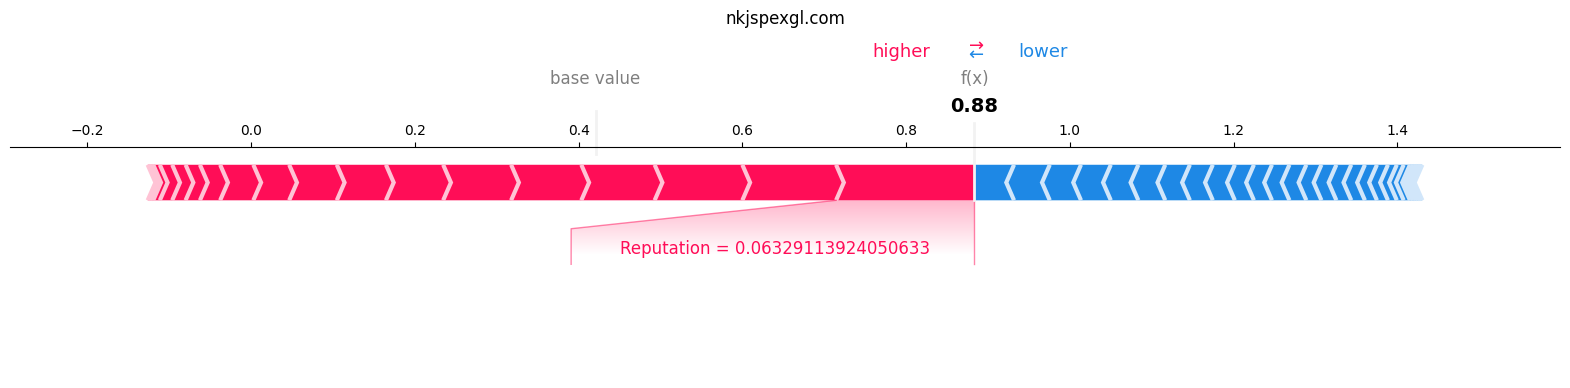 nkjspexgl.com
higher ⇄ lower
base value f(x)
0.88
−0.2 0.0 0.2 0.4 0.6 0.8 1.0 1.2 1.4
Reputation = 0.06329113924050633